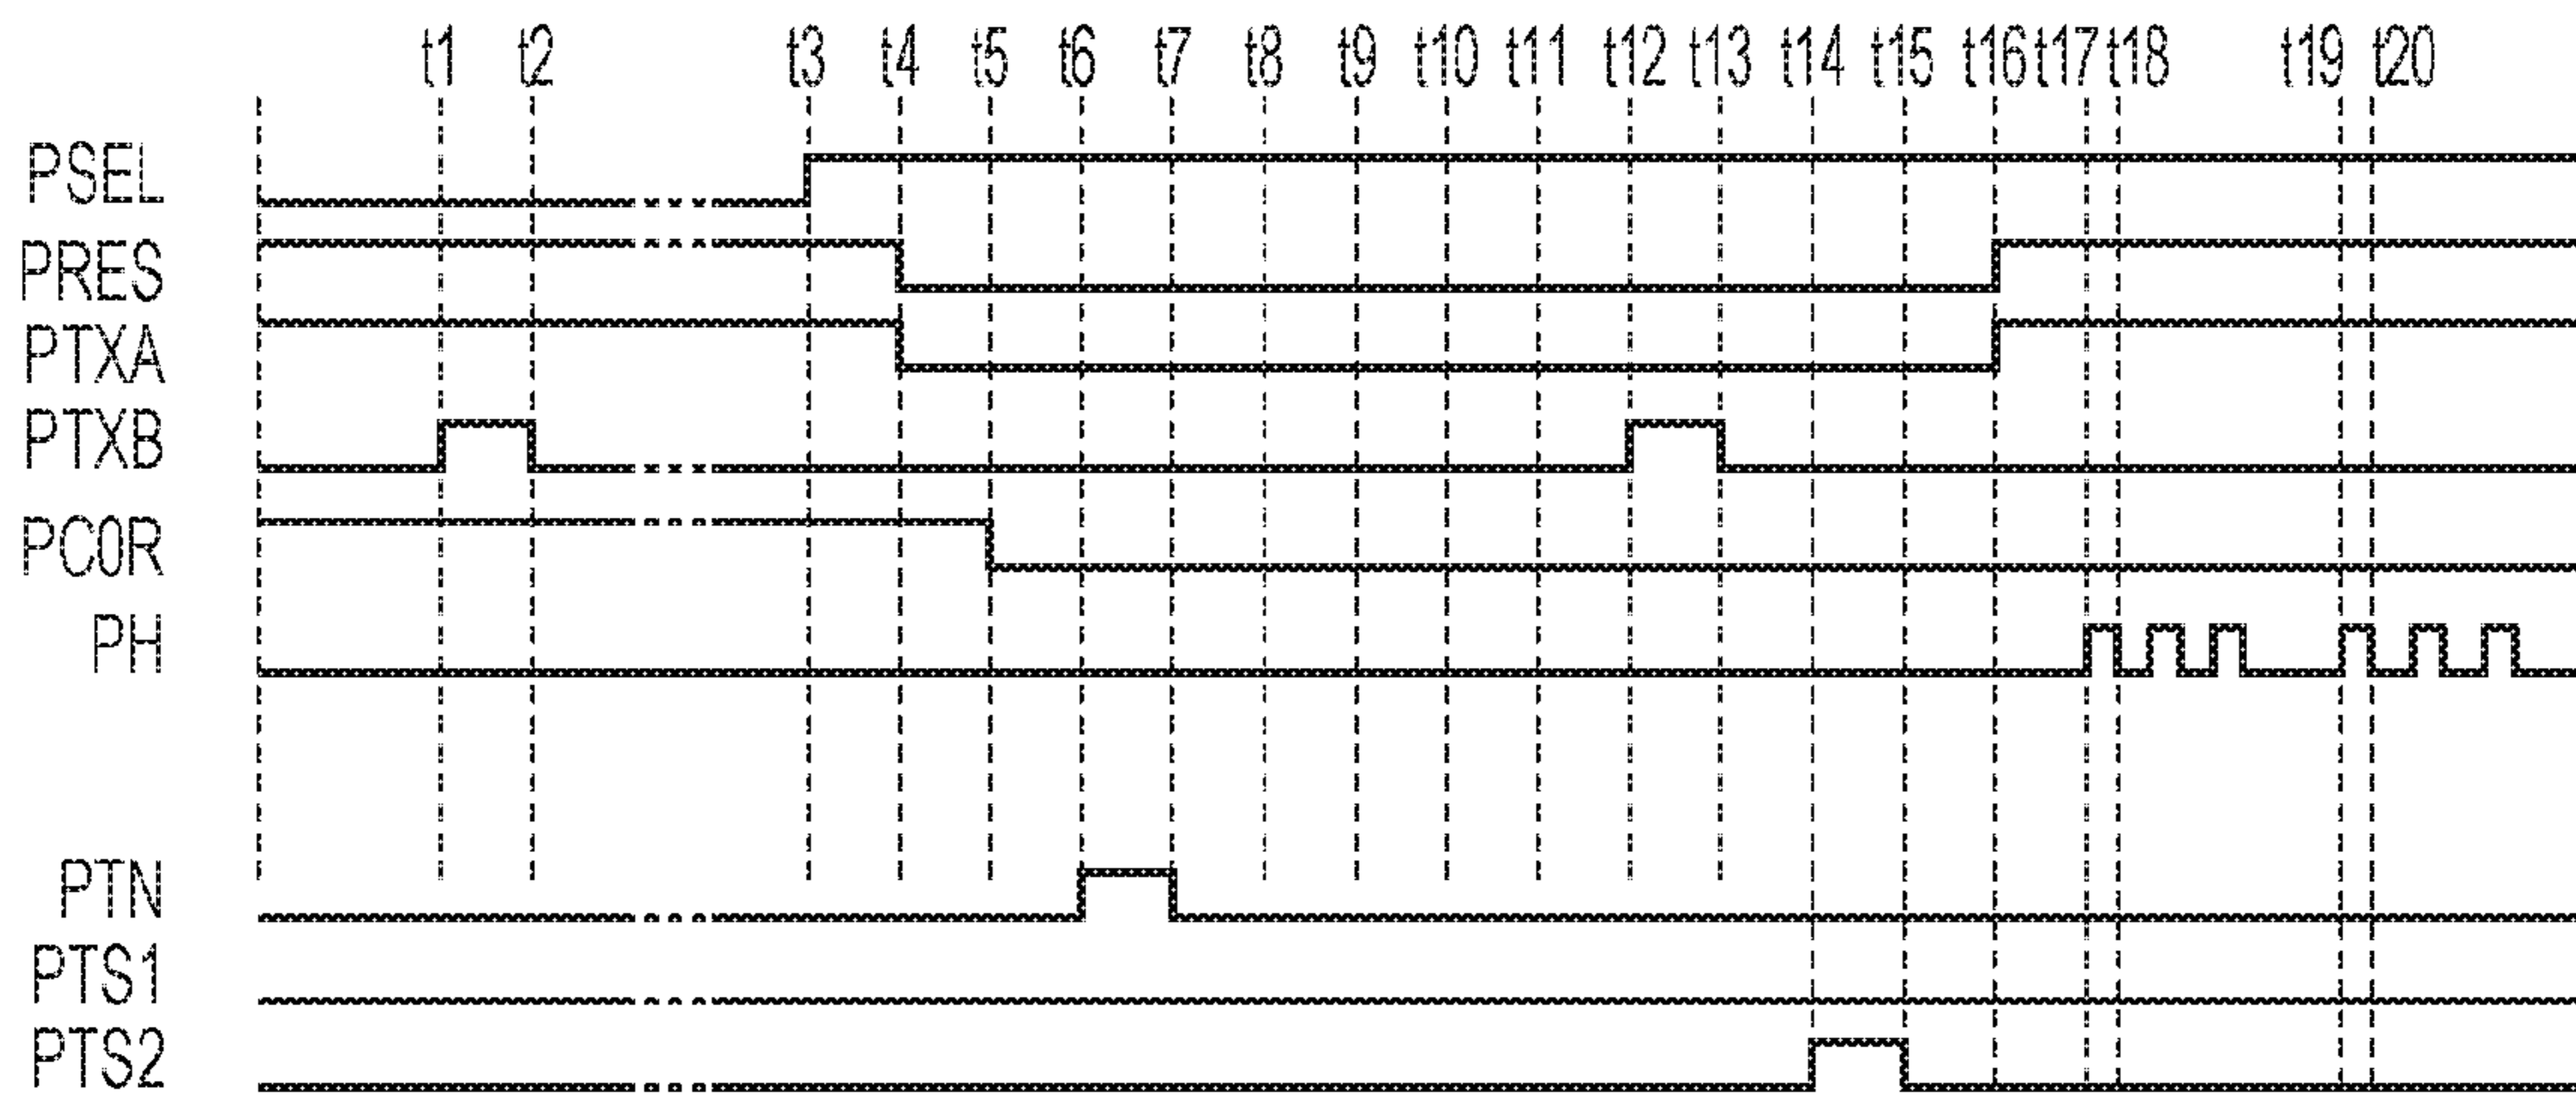 t1 t2 t3 t4 t5 t6 t7 t8 t9 t10 t11 t12 t13 t14 t15 t16 t17 t18 t19 t20
PSEL
PRES
PTXA
PTXB
PC0R
PH
PTN
PTS1
PTS2